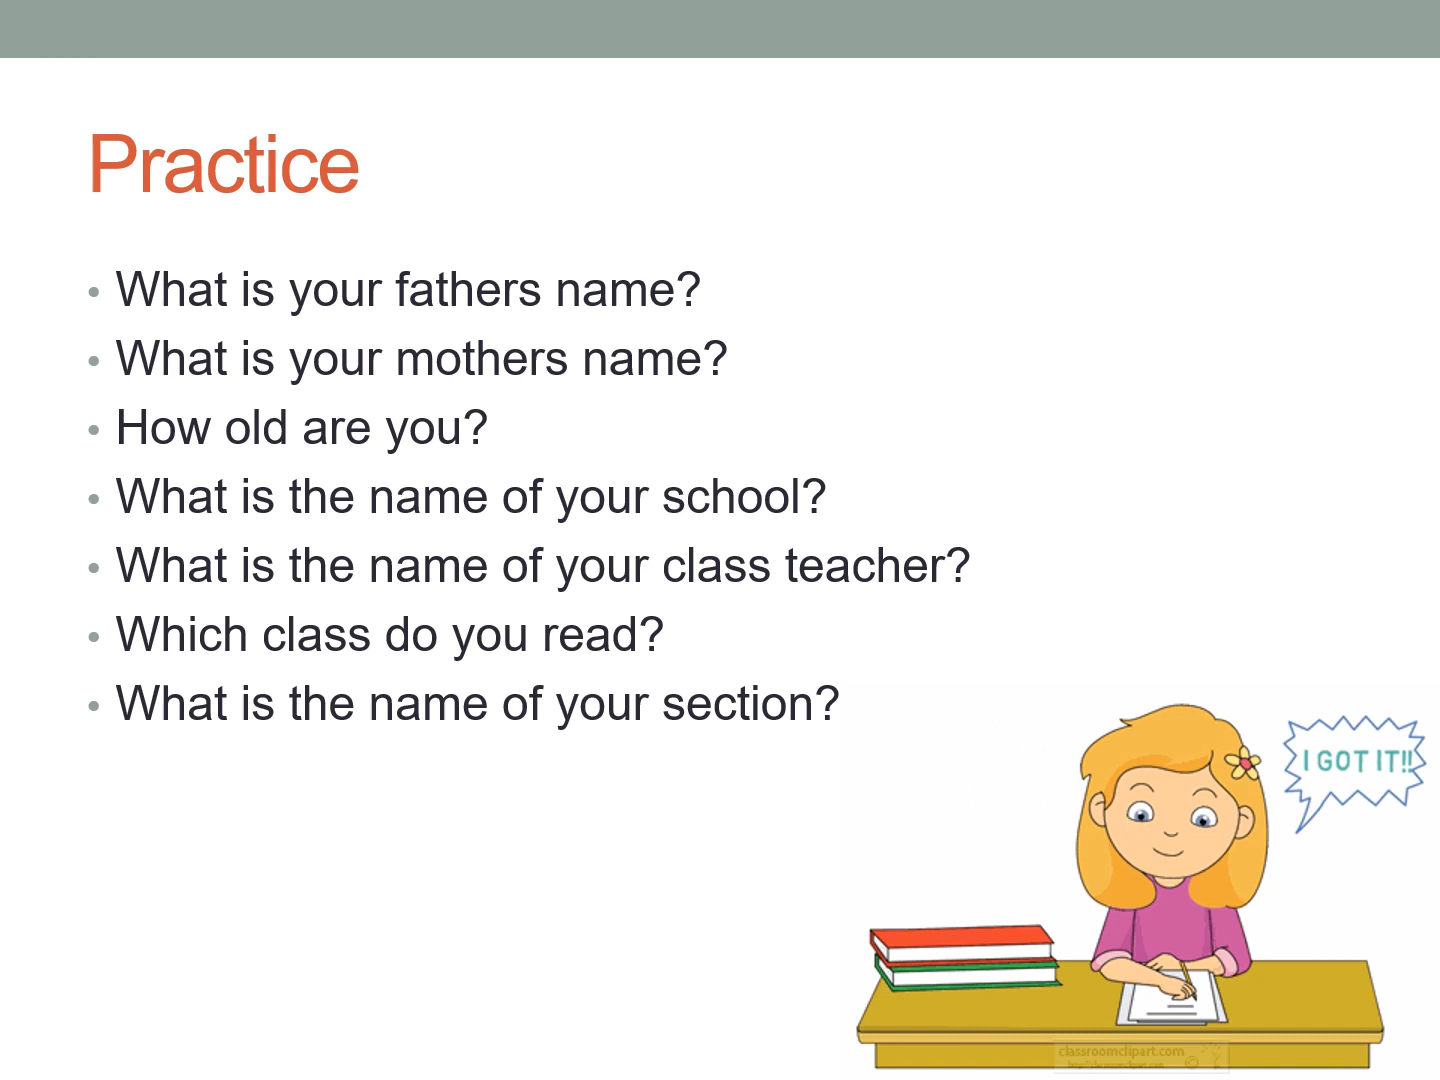 Practice
• What is your fathers name?
• What is your mothers name?
• How old are you?
• What is the name of your school?
• What is the name of your class teacher?
• Which class do you read?
• What is the name of your section?
I GOT IT!!
classroomclipart.com
©